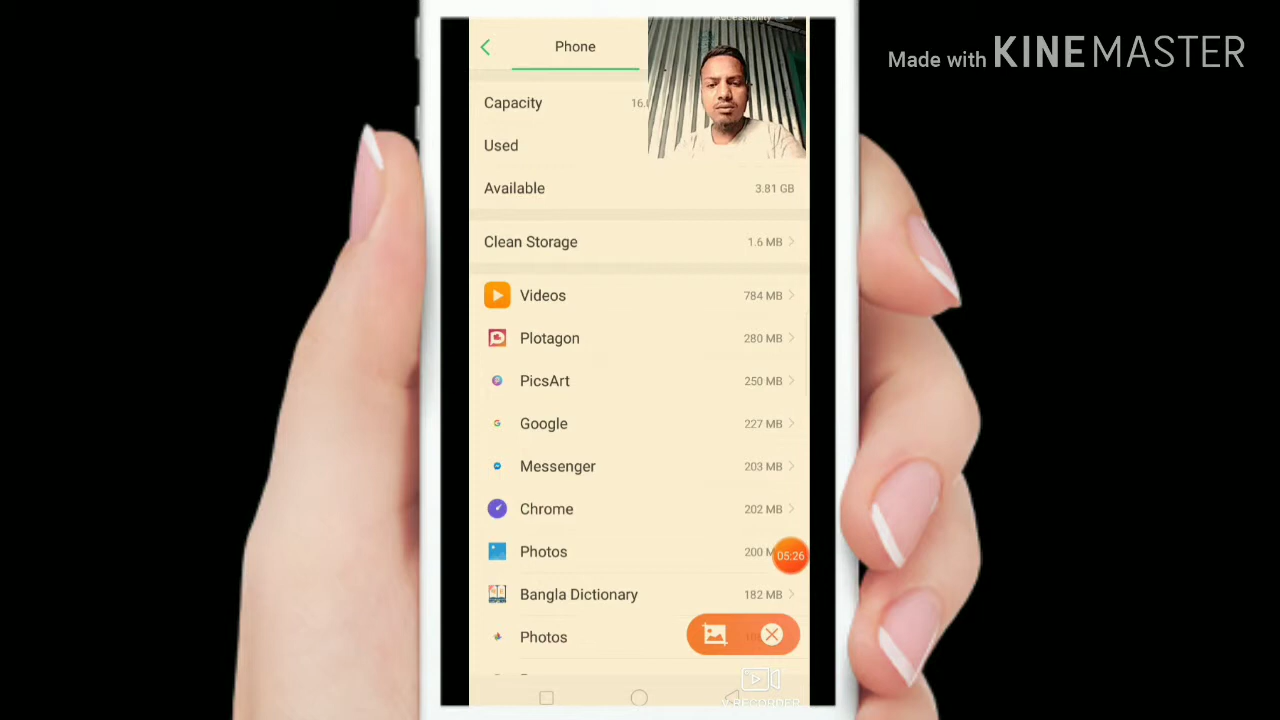 Made with KINEMASTER
Phone
Capacity 16.
Used
Available 3.81 GB
Clean Storage 1.6 MB
Videos 784 MB
Plotagon 280 MB
PicsArt 250 MB
Google 227 MB
Messenger 203 MB
Chrome 202 MB
Photos 200 M
05:26
Bangla Dictionary 182 MB
Photos